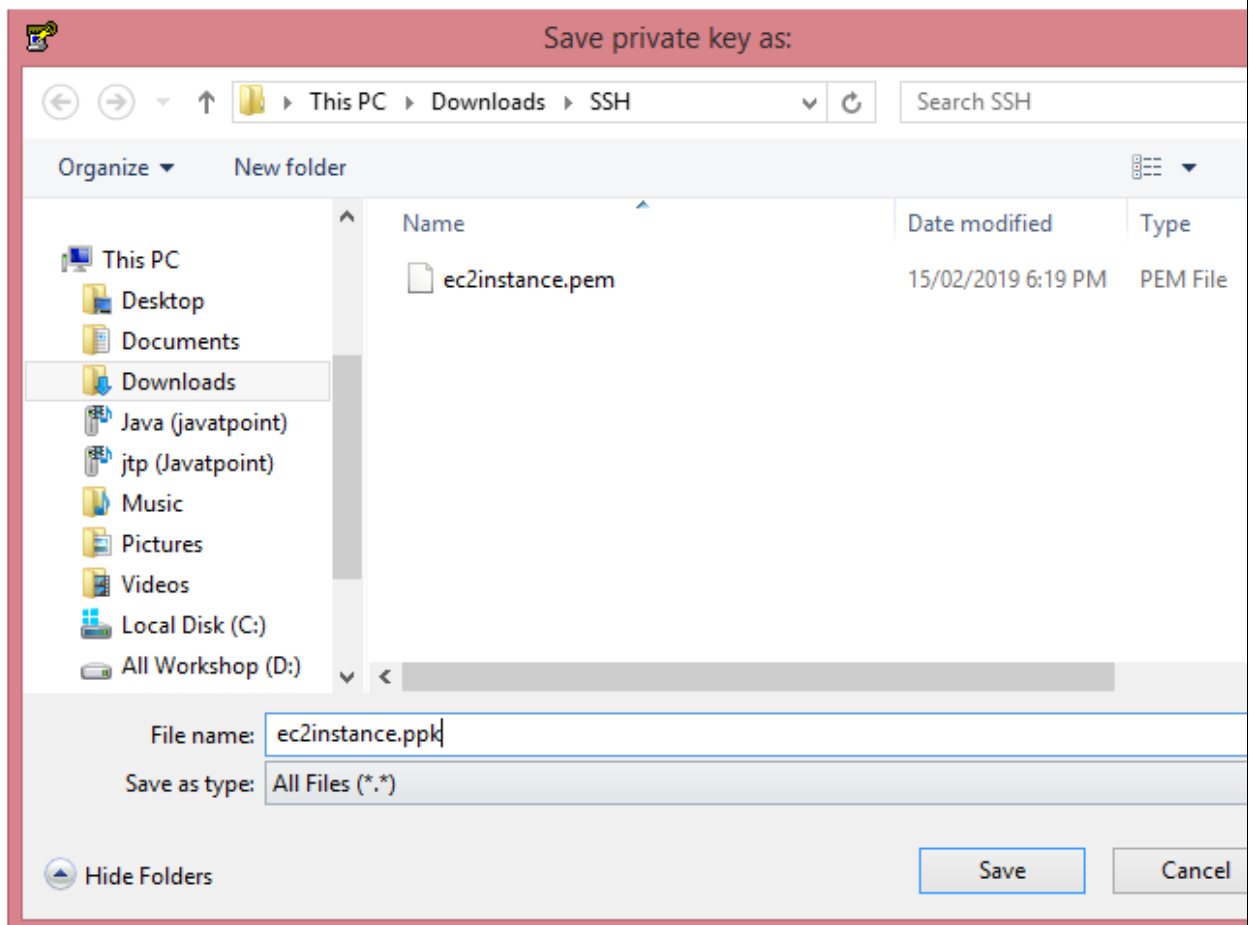 Save private key as:
This PC Downloads SSH
Search SSH
Organize
New folder
Name
Date modified
Type
ec2instance.pem
15/02/2019 6:19 PM
PEM File
This PC
Desktop
Documents
Downloads
Java (javatpoint)
jtp (Javatpoint)
Music
Pictures
Videos
Local Disk (C:)
All Workshop (D:)
File name: ec2instance.ppk
Save as type: All Files (*.*)
Hide Folders
Save
Cancel